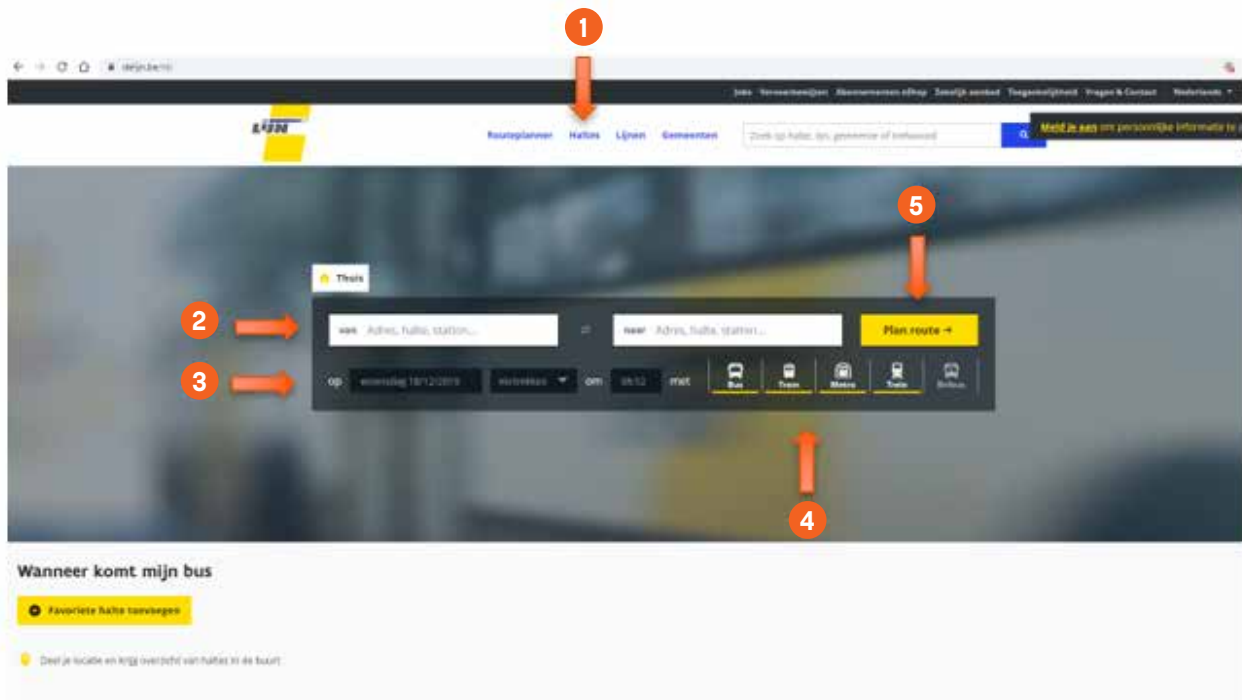 1
delijn.be/nl/
Jobs Vervoerbewijzen Abonnementen eShop Zakelijk aanbod Toegankelijkheid Vragen & Contact Nederlands
LIJN
Routeplanner Haltes Lijnen Gemeenten Zoek op halte, lijn, gemeente of trefwoord
Meld je aan om persoonlijke informatie te
5
Thuis
2
van Adres, halte, station... naar Adres, halte, station... Plan route →
3
op woensdag 18/12/2019 vertrekken om met Bus Tram Metro Trein Belbus
4
Wanneer komt mijn bus
Favoriete halte toevoegen
Deel je locatie en krijg overzicht van haltes in de buurt